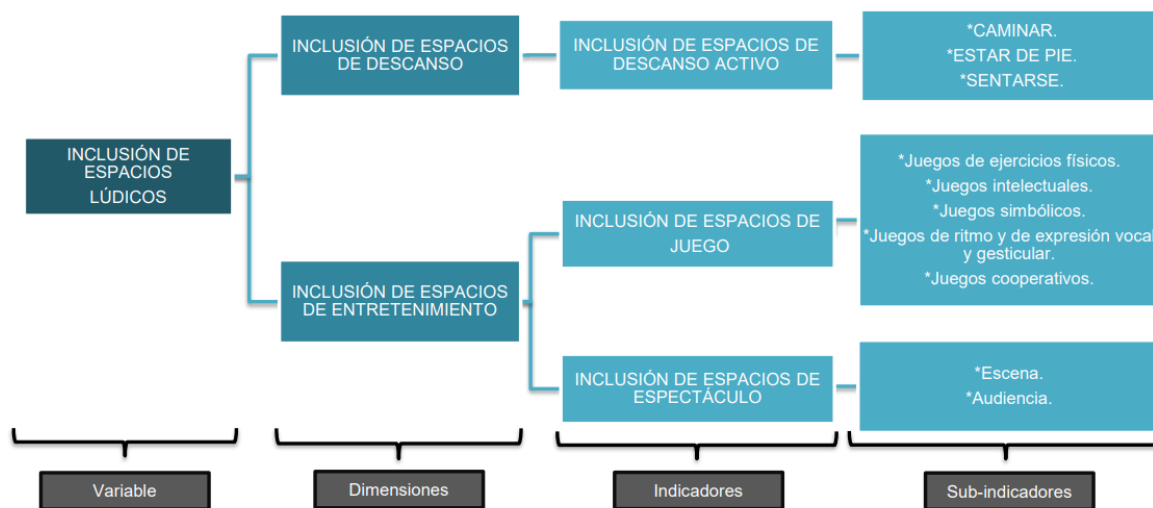 INCLUSIÓN DE
ESPACIOS
LÚDICOS
INCLUSIÓN DE ESPACIOS
DE DESCANSO
INCLUSIÓN DE ESPACIOS DE
DESCANSO ACTIVO
*CAMINAR.
*ESTAR DE PIE.
*SENTARSE.
INCLUSIÓN DE ESPACIOS
DE ENTRETENIMIENTO
INCLUSIÓN DE ESPACIOS DE
JUEGO
*Juegos de ejercicios físicos.
*Juegos intelectuales.
*Juegos simbólicos.
*Juegos de ritmo y de expresión vocal
y gesticular.
*Juegos cooperativos.
INCLUSIÓN DE ESPACIOS DE
ESPECTÁCULO
*Escena.
*Audiencia.
Variable
Dimensiones
Indicadores
Sub-indicadores